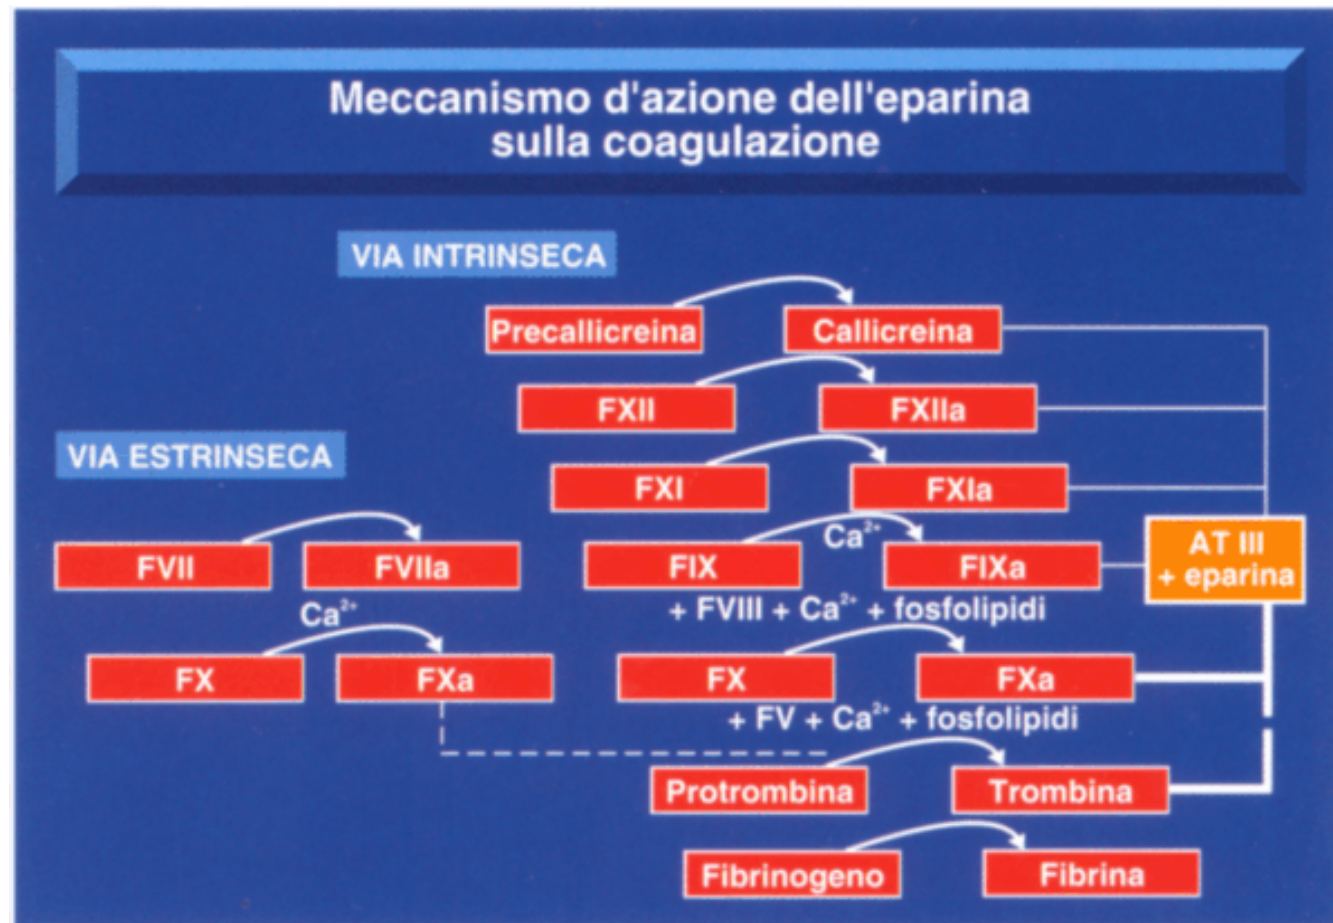 Meccanismo d'azione dell'eparina
sulla coagulazione
VIA INTRINSECA
Precallicreina
Callicreina
FXII
FXIIa
VIA ESTRINSECA
FXI
FXIa
FVII
FVIIa
FIX
Ca²⁺
FIXa
AT III
+ eparina
+ FVIII + Ca²⁺ + fosfolipidi
Ca²⁺
FX
FXa
FX
FXa
+ FV + Ca²⁺ + fosfolipidi
Protrombina
Trombina
Fibrinogeno
Fibrina